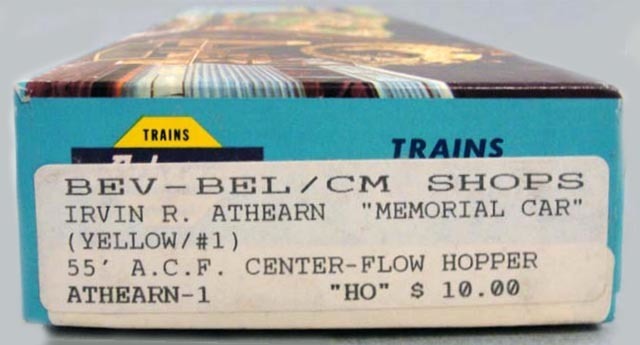 TRAINS
TRAINS
BEV-BEL/CM SHOPS
IRVIN R. ATHEARN "MEMORIAL CAR"
(YELLOW/#1)
55' A.C.F. CENTER-FLOW HOPPER
ATHEARN-1 "HO" $ 10.00